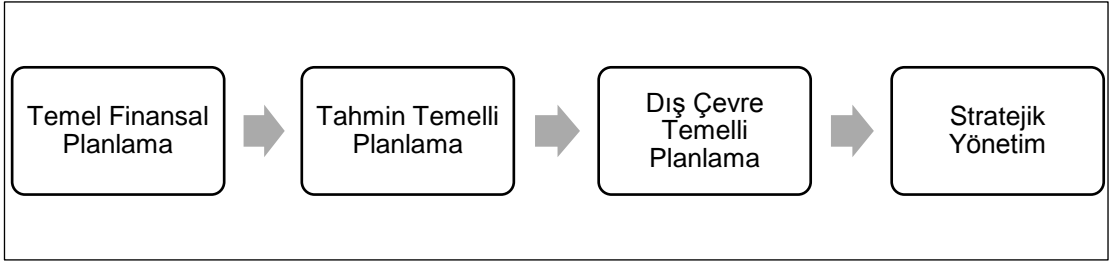 Temel Finansal
Planlama
Tahmin Temelli
Planlama
Dış Çevre
Temelli
Planlama
Stratejik
Yönetim